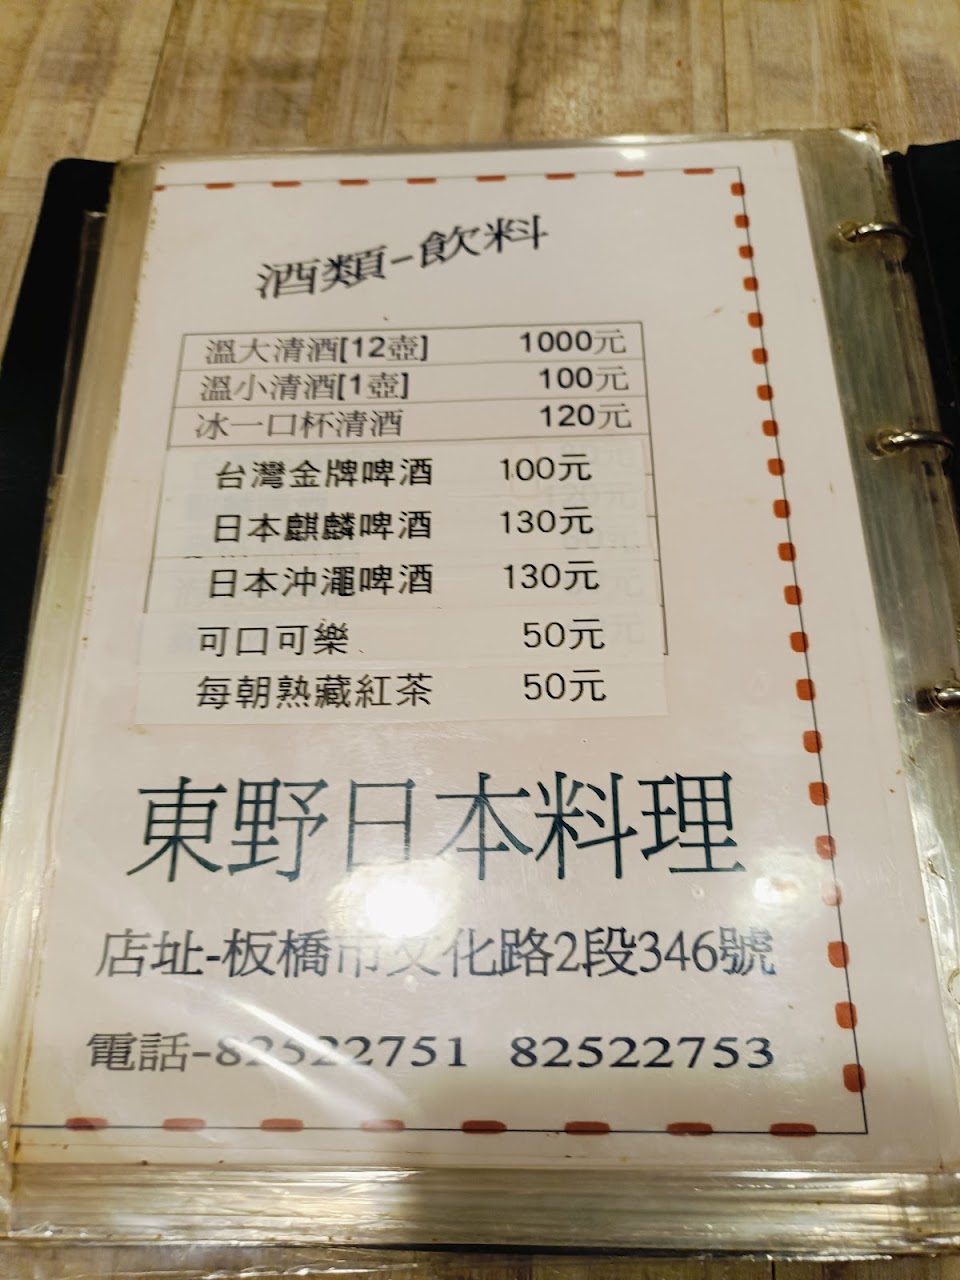 酒類-飲料
溫大清酒[12壺] 1000元
溫小清酒[1壺] 100元
冰一口杯清酒 120元
台灣金牌啤酒 100元
日本麒麟啤酒 130元
日本沖澠啤酒 130元
可口可樂 50元
每朝熟藏紅茶 50元
東野日本料理
店址-板橋市文化路2段346號
電話-82522751 82522753